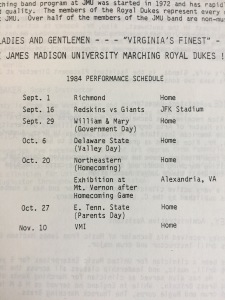 ching band program at JMU was started in 1972 and has rapid
d quality. The members of the Royal Dukes represent every
U. Over half of the members of the JMU band are non-mu
LADIES AND GENTLEMEN - - - "VIRGINIA'S FINEST" -
E JAMES MADISON UNIVERSITY MARCHING ROYAL DUKES !
1984 PERFORMANCE SCHEDULE
Sept. 1 Richmond Home
Sept. 16 Redskins vs Giants JFK Stadium
Sept. 29 William & Mary Home
(Government Day)
Oct. 6 Delaware State Home
(Valley Day)
Oct. 20 Northeastern Home
(Homecoming)
Exhibition at Alexandria, VA
Mt. Vernon after
Homecoming Game
Oct. 27 E. Tenn. State Home
(Parents Day)
Nov. 10 VMI Home